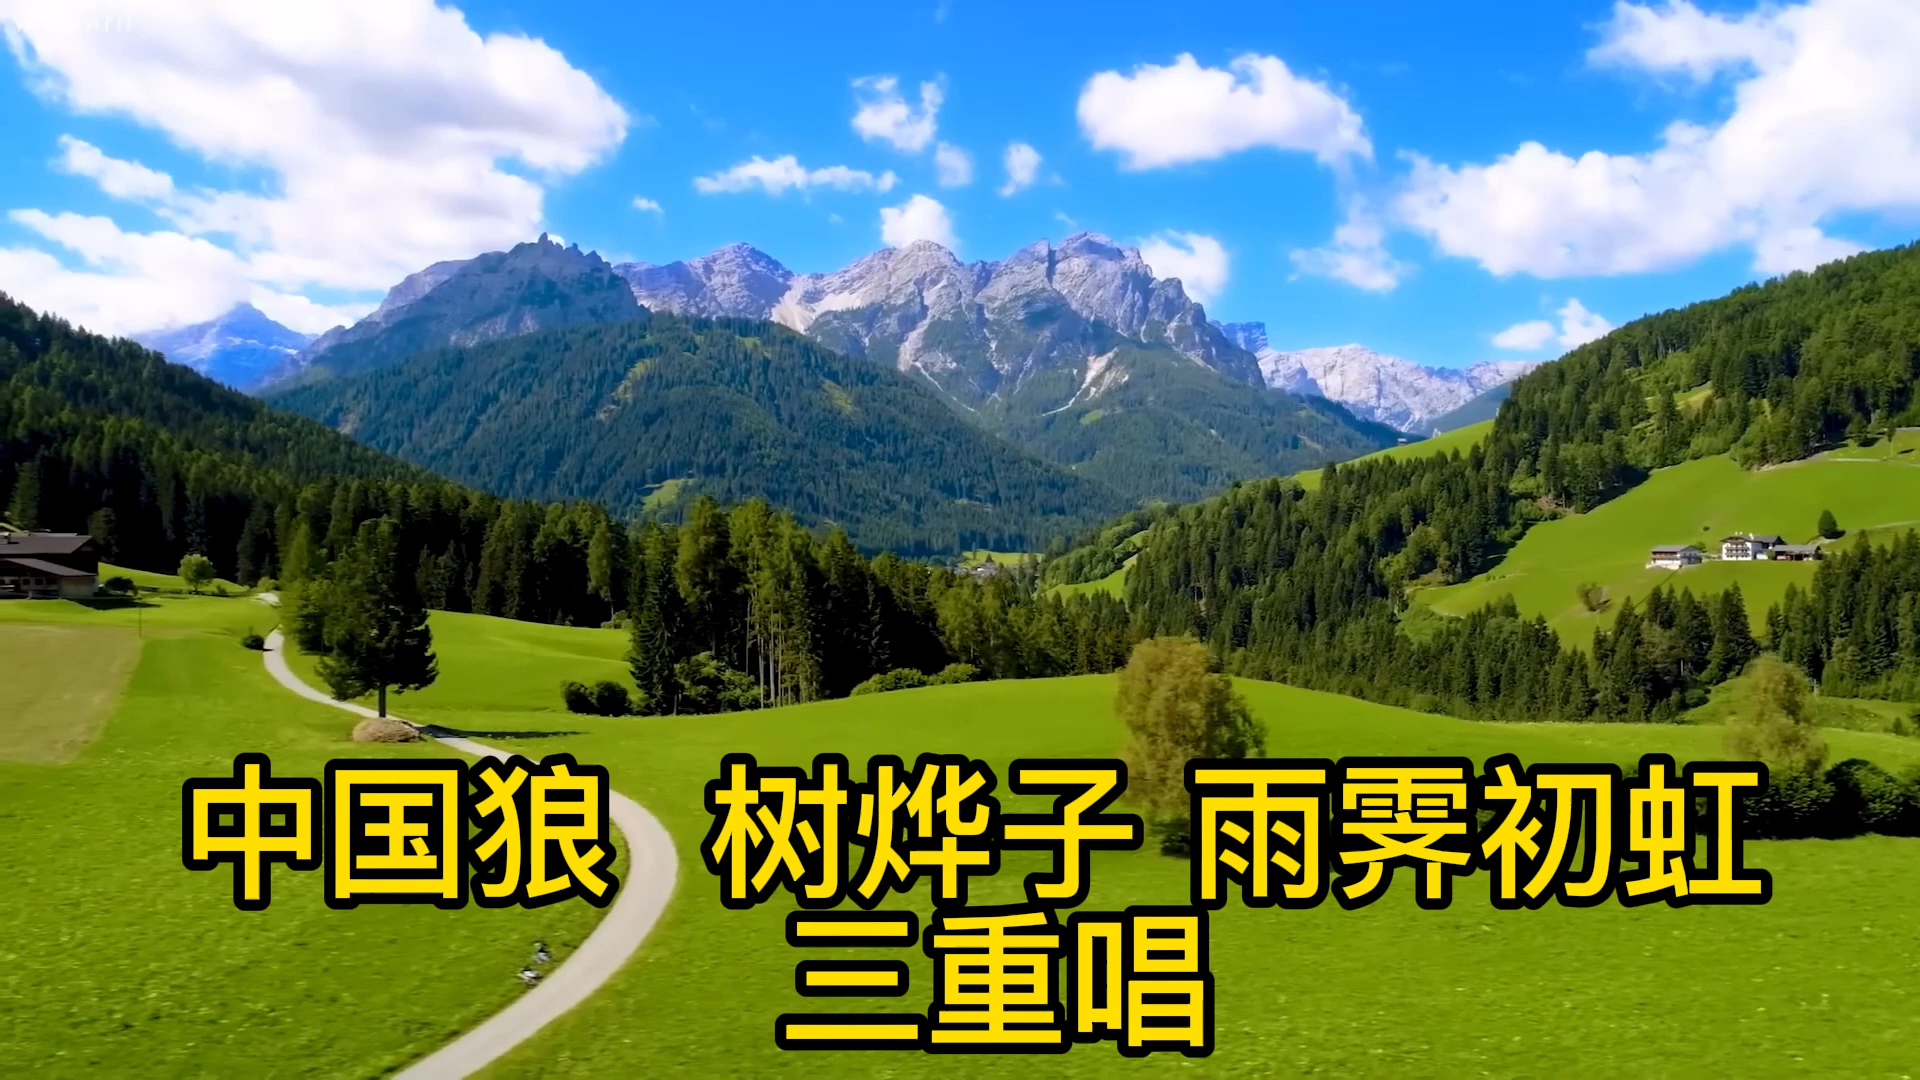 中国狼 树烨子 雨霁初虹
三重唱